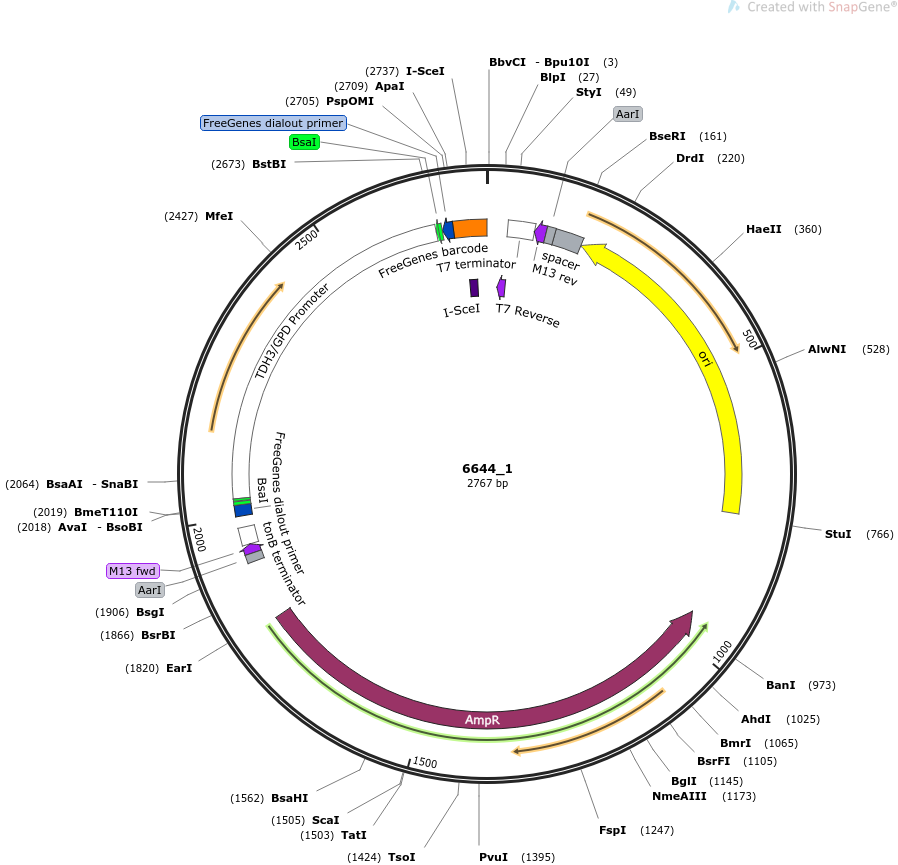 Created with SnapGene®
(2737) I-SceI
(2709) ApaI
(2705) PspOMI
FreeGenes dialout primer
BsaI
(2673) BstBI
(2427) MfeI
BbvCI - Bpu10I (3)
BlpI (27)
StyI (49)
AarI
BseRI (161)
DrdI (220)
HaeII (360)
AlwNI (528)
StuI (766)
BanI (973)
AhdI (1025)
BmrI (1065)
BsrFI (1105)
BglI (1145)
NmeAIII (1173)
FspI (1247)
PvuI (1395)
(1424) TsoI
(1503) TatI
(1505) ScaI
(1562) BsaHI
(1820) EarI
(1866) BsrBI
(1906) BsgI
AarI
M13 fwd
(2018) AvaI - BsoBI
(2019) BmeT110I
(2064) BsaAI - SnaBI
2500
500
1000
1500
2000
FreeGenes barcode
T7 terminator
spacer
M13 rev
I-SceI
T7 Reverse
ori
TDH3/GPD Promoter
FreeGenes dialout primer
BsaI
tonB terminator
AmpR
6644_1
2767 bp